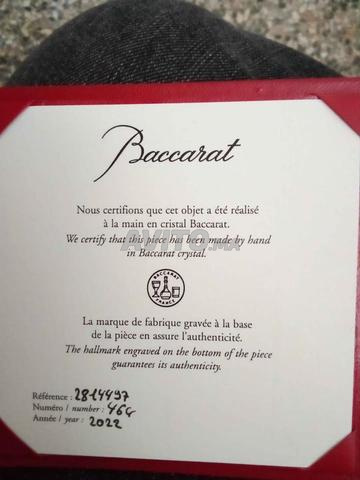 Baccarat
Nous certifions que cet objet a été réalisé
à la main en cristal Baccarat.
AVITO.MA
We certify that this piece has been made by hand
in Baccarat crystal.
BACCARAT
FRANCE
La marque de fabrique gravée à la base
de la pièce en assure l'authenticité.
The hallmark engraved on the bottom of the piece
guarantees its authenticity.
Référence : 2814497
Numéro / number : 464
Année / year : 2022